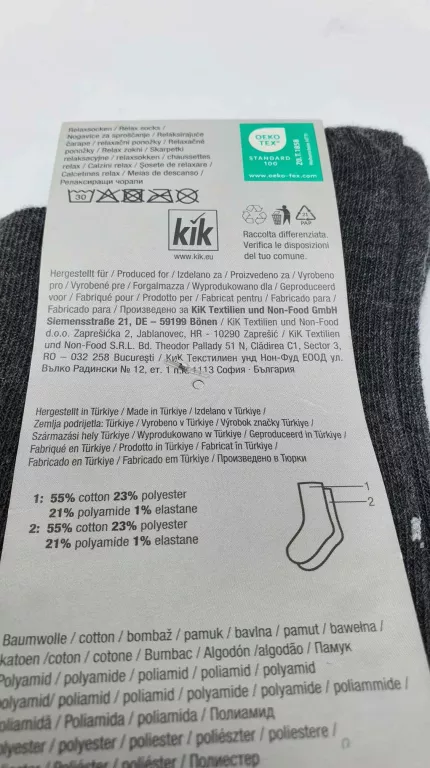 Relaxsocken / Relax socks /
Nogavice za sproščanje / Relaksirajuće
čarape / relaxační ponožky / Relaxačné
ponožky / Relax zokni / Skarpetki
relaksacyjne / relaxsokken / chaussettes
relax / Calzini relax / Șosete de relaxare /
Calcetines relax / Meias de descanso /
Релаксиращи чорапи
OEKO
TEX®
STANDARD
100
www.oeko-tex.com
30
kik
www.kik.eu
21
PAP
Raccolta differenziata.
Verifica le disposizioni
del tuo comune.
Hergestellt für / Produced for / Izdelano za / Proizvedeno za / Vyrobeno
pro / Vyrobené pre / Forgalmazza / Wyprodukowano dla / Geproduceerd
voor / Fabriqué pour / Prodotto per / Fabricat pentru / Fabricado para /
Fabricado para / Произведено за KiK Textilien und Non-Food GmbH
Siemensstraße 21, DE – 59199 Bönen / KiK Textilien und Non-Food
d.o.o. Zaprešićka 2, Jablanovec, HR - 10290 Zaprešić / KiK Textilien
und Non-Food S.R.L. Bd. Theodor Pallady 51 N, Clădirea C1, Sector 3,
RO – 032 258 București / КиК Текстилиен унд Нон-Фуд ЕООД ул.
Вълко Радински № 12, ет. 1 п.к. 1113 София · България
Hergestellt in Türkiye / Made in Türkiye / Izdelano v Türkiye /
Zemlja podrijetla: Türkiye / Vyrobeno v Türkiye / Výrobok značky Türkiye /
Származási hely Türkiye / Wyprodukowano w Türkiye / Geproduceerd in Türkiye /
Fabriqué en Türkiye / Prodotto in Türkiye / Fabricat în Türkiye /
Fabricado en Türkiye / Fabricado em Türkiye / Произведено в Тюрки
1: 55% cotton 23% polyester
21% polyamide 1% elastane
2: 55% cotton 23% polyester
21% polyamide 1% elastane
1
2
Baumwolle / cotton / bombaž / pamuk / bavlna / pamut / bawełna /
katoen /coton / cotone / Bumbac / Algodón /algodão / Памук
Polyamid / polyamide / poliamid / poliamid / polyamid
polyamid/ poliamid / poliamid / polyamide / poliammide /
oliamidă / Poliamida / poliamida / Полиамид
olyester / polyester / poliester / poliészter / poliestere /
Poliéster / poliéster / Полиестер